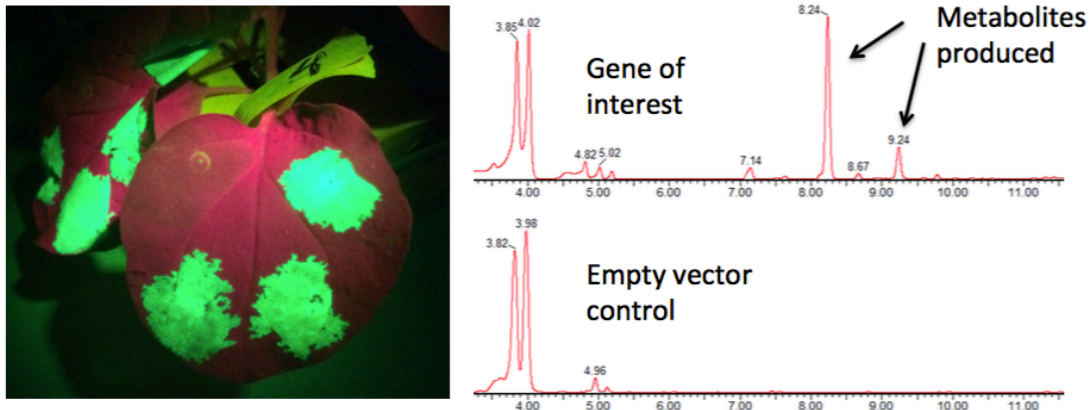 Metabolites
produced
Gene of
interest
3.85
4.02
4.82
5.02
7.14
8.24
8.67
9.24
4.00 5.00 6.00 7.00 8.00 9.00 10.00 11.00
Empty vector
control
3.82
3.98
4.96
4.00 5.00 6.00 7.00 8.00 9.00 10.00 11.00